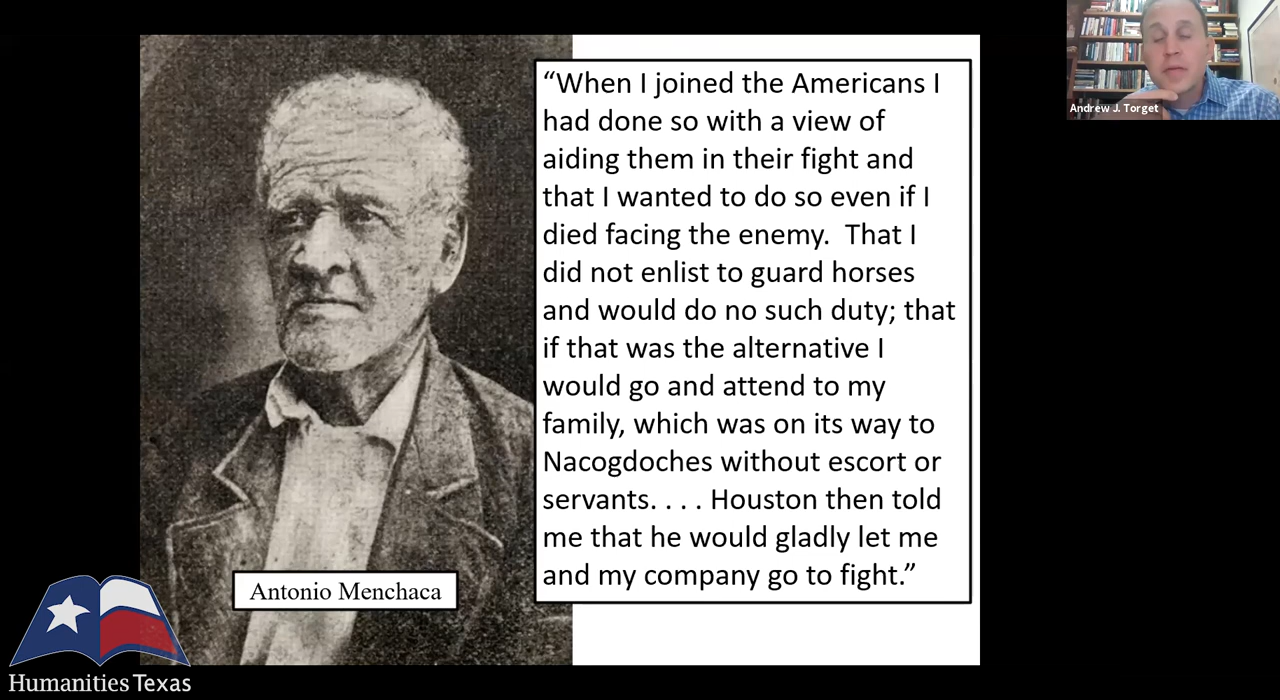 “When I joined the Americans I
had done so with a view of
aiding them in their fight and
that I wanted to do so even if I
died facing the enemy.  That I
did not enlist to guard horses
and would do no such duty; that
if that was the alternative I
would go and attend to my
family, which was on its way to
Nacogdoches without escort or
servants. . . . Houston then told
me that he would gladly let me
and my company go to fight.”
Antonio Menchaca
Andrew J. Torget
Humanities Texas